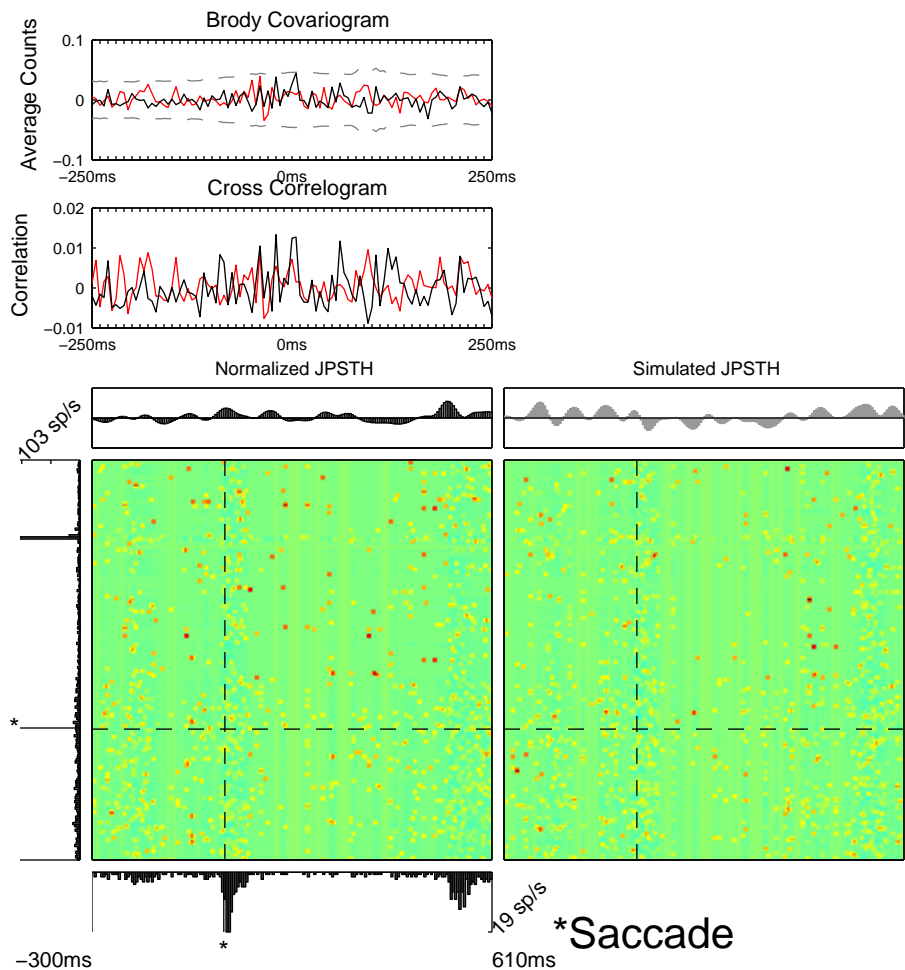 Brody Covariogram
0.1
0
−0.1
Average Counts
−250ms
0ms
250ms
Cross Correlogram
0.02
0.01
0
−0.01
Correlation
−250ms
0ms
250ms
Normalized JPSTH
Simulated JPSTH
103 sp/s
*
19 sp/s
*
*Saccade
−300ms
610ms